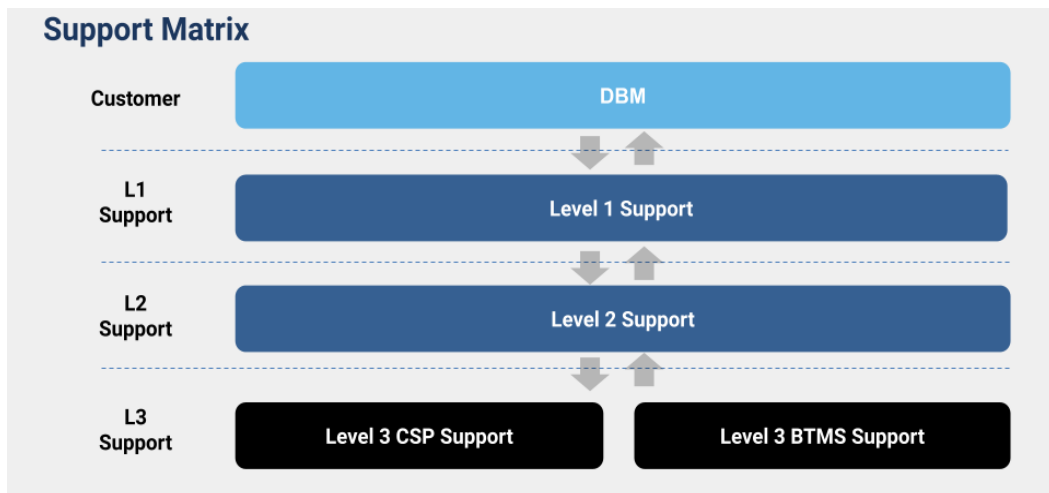 Support Matrix
Customer
DBM
L1
Support
Level 1 Support
L2
Support
Level 2 Support
L3
Support
Level 3 CSP Support
Level 3 BTMS Support